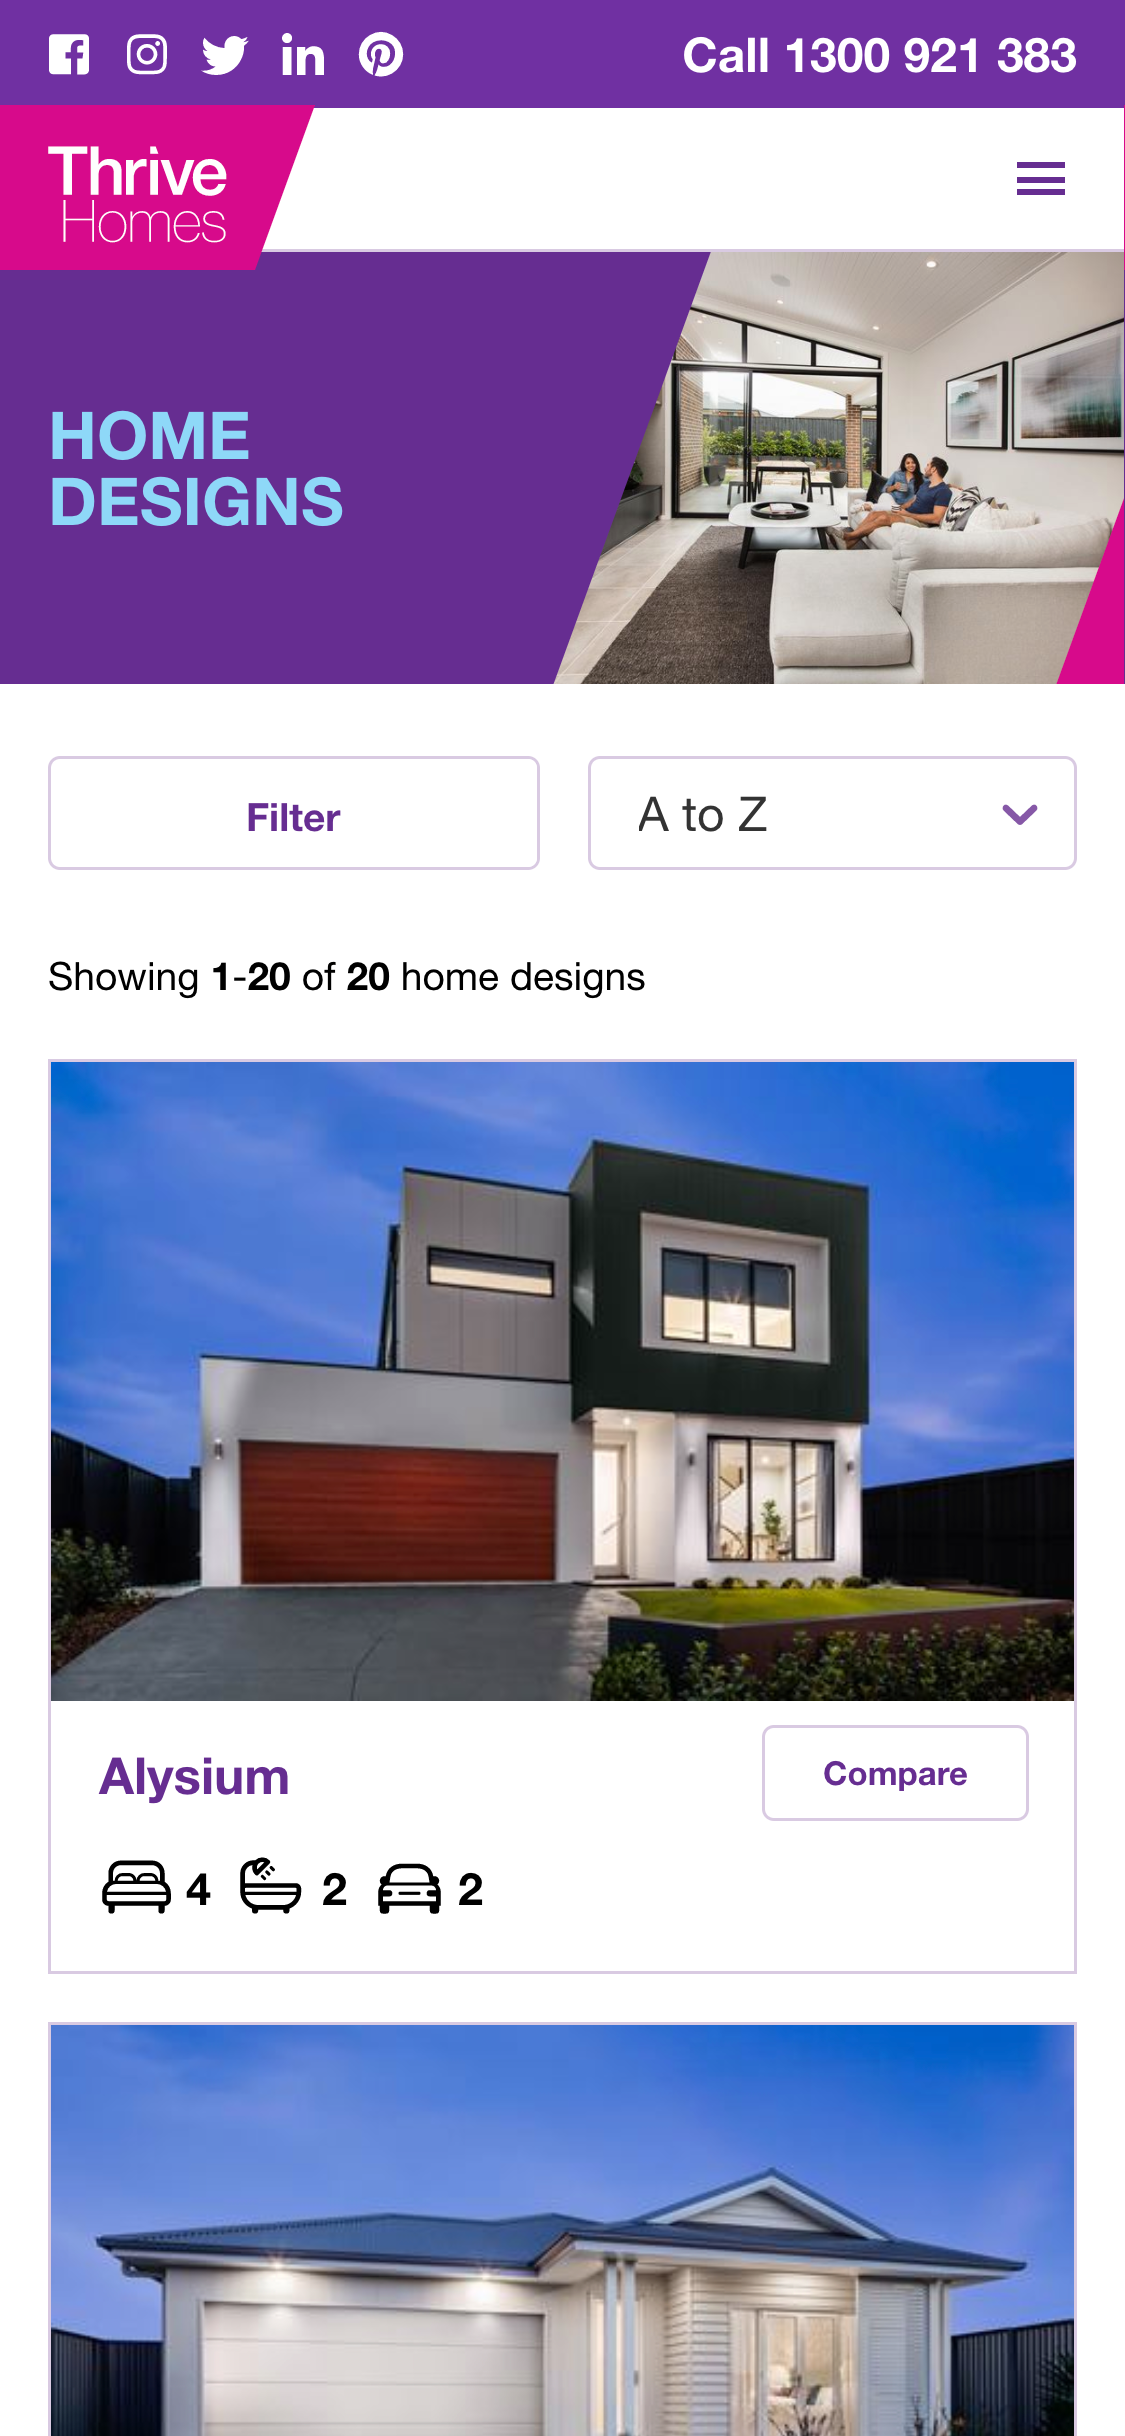 Call 1300 921 383
Thrive
Homes
HOME
DESIGNS
Filter
A to Z
Showing 1-20 of 20 home designs
Alysium
Compare
4 2 2